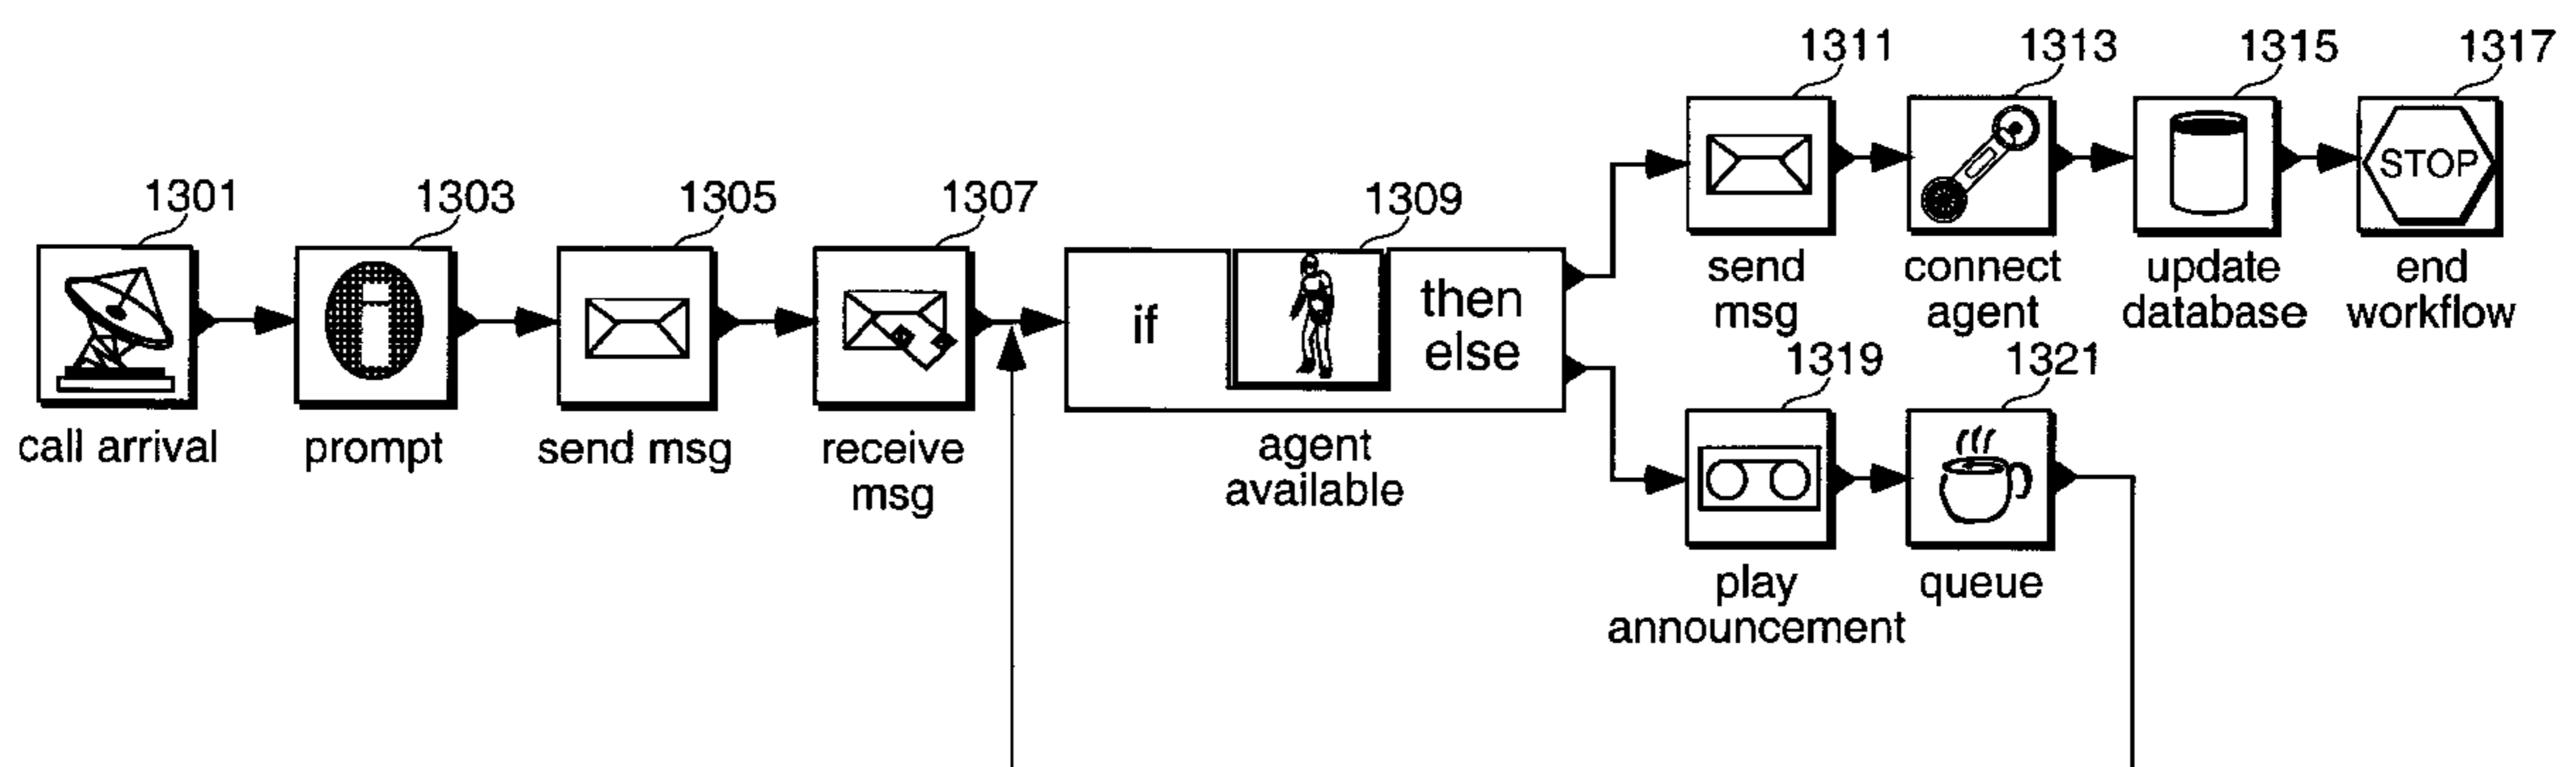 1311
1313
1315
1317
STOP
send
msg
connect
agent
update
database
end
workflow
1301
1303
1305
1307
1309
if
then
else
call arrival
prompt
send msg
receive
msg
agent
available
1319
1321
play
announcement
queue